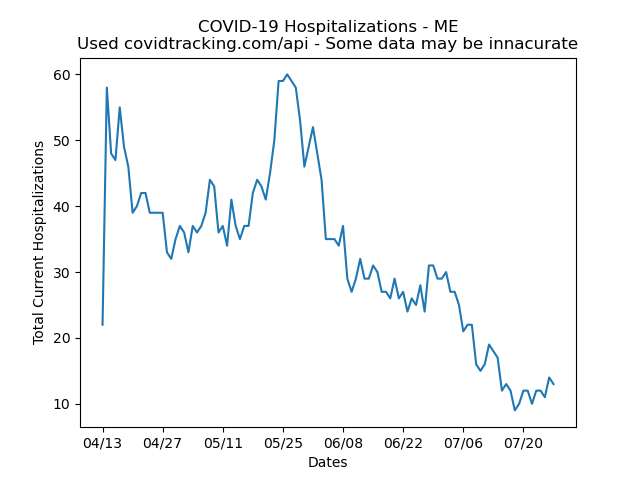 COVID-19 Hospitalizations - ME
Used covidtracking.com/api - Some data may be innacurate
60
50
40
30
20
10
Total Current Hospitalizations
04/13 04/27 05/11 05/25 06/08 06/22 07/06 07/20
Dates